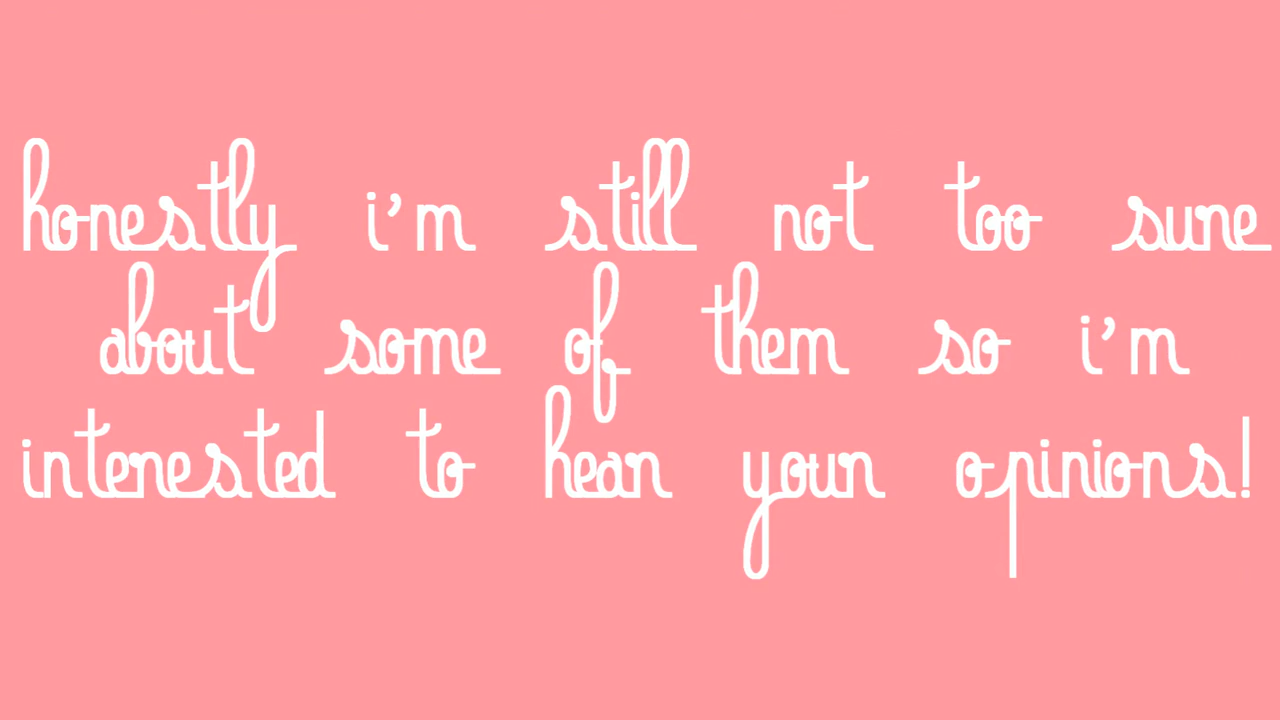 honestly i'm still not too sure
about some of them so i'm
interested to hear your opinions!